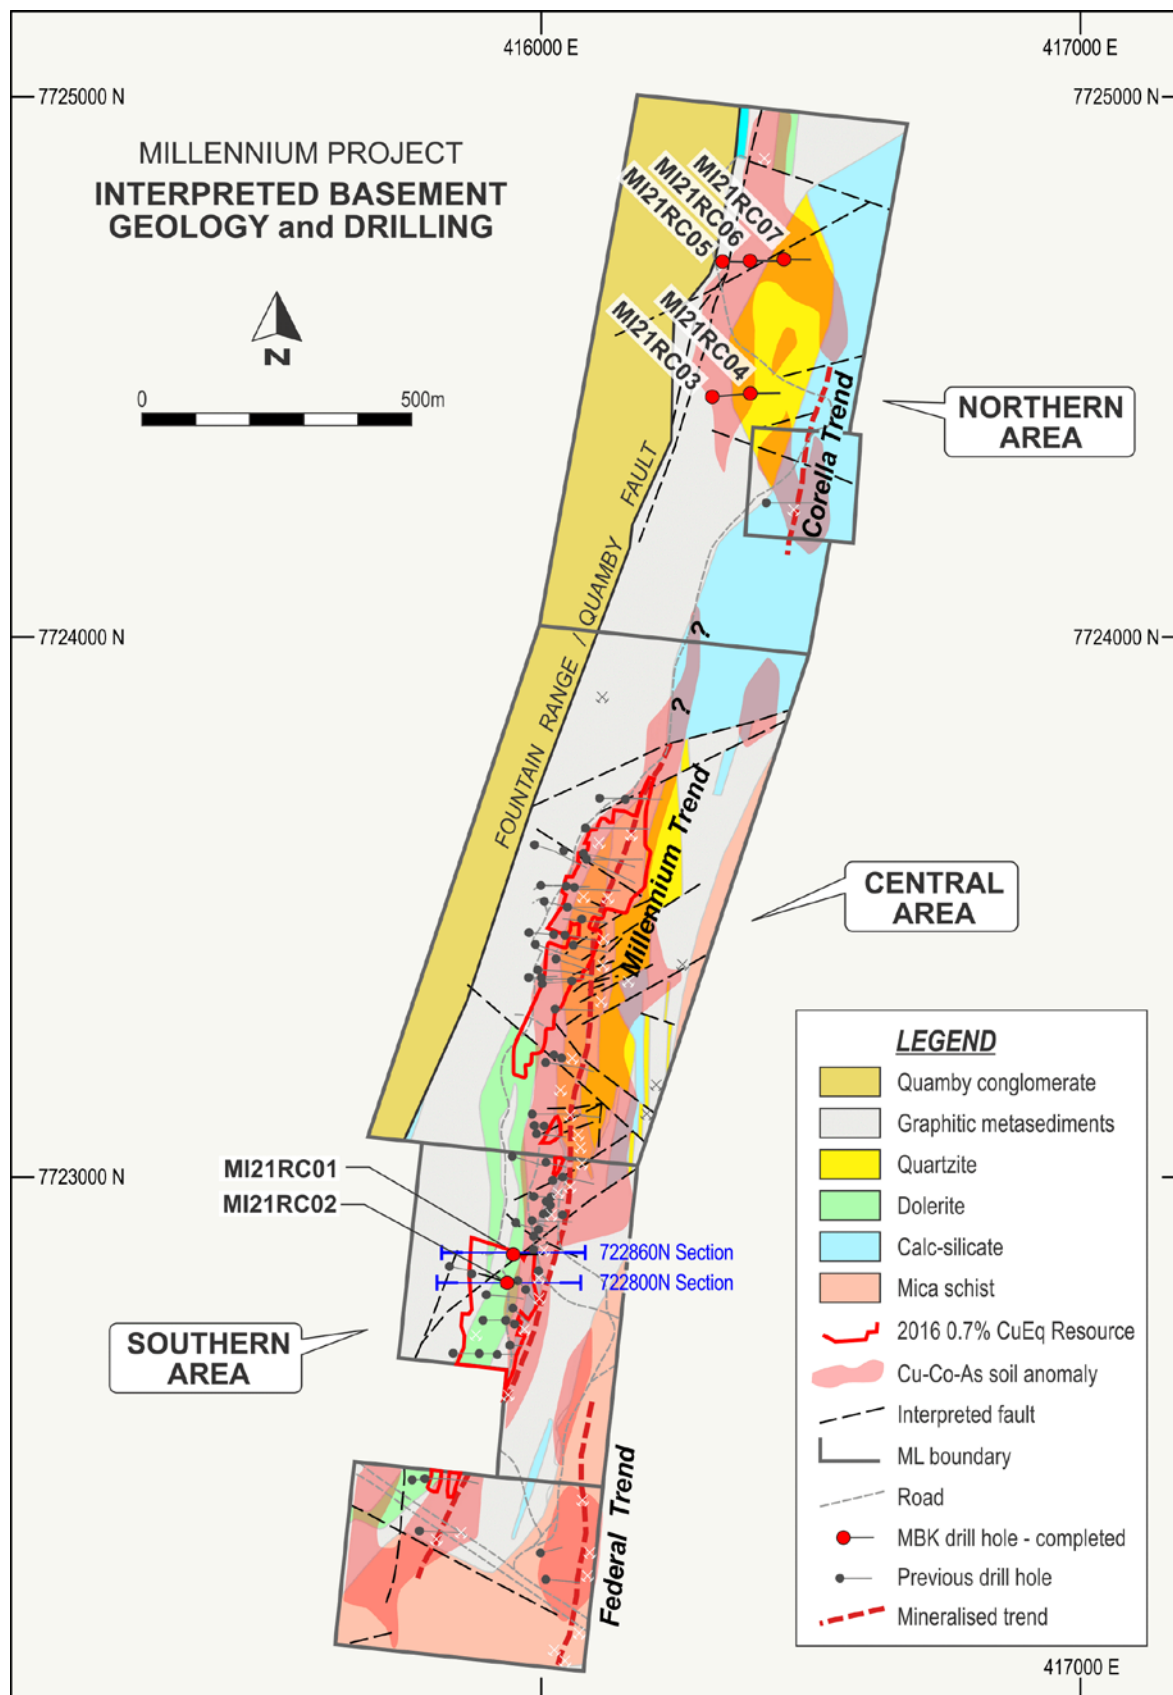 416000 E
417000 E
7725000 N
7725000 N
MILLENNIUM PROJECT
INTERPRETED BASEMENT
GEOLOGY and DRILLING
N
0
500m
MI21RC07
MI21RC06
MI21RC05
MI21RC04
MI21RC03
Corella Trend
NORTHERN
AREA
FOUNTAIN RANGE / QUAMBY FAULT
7724000 N
7724000 N
?
?
Millennium Trend
CENTRAL
AREA
7723000 N
MI21RC01
MI21RC02
722860N Section
722800N Section
SOUTHERN
AREA
Federal Trend
LEGEND
Quamby conglomerate
Graphitic metasediments
Quartzite
Dolerite
Calc-silicate
Mica schist
2016 0.7% CuEq Resource
Cu-Co-As soil anomaly
Interpreted fault
ML boundary
Road
MBK drill hole - completed
Previous drill hole
Mineralised trend
417000 E